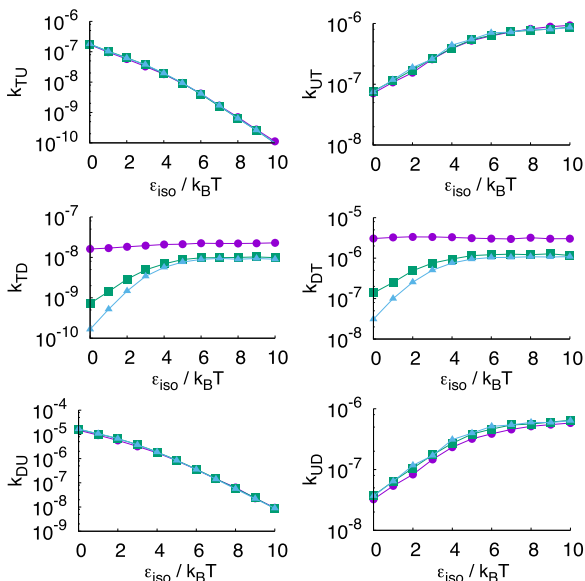 k_TU
10^-6
10^-7
10^-8
10^-9
10^-10
0 2 4 6 8 10
ε_iso / k_BT
k_UT
10^-6
10^-7
10^-8
0 2 4 6 8 10
ε_iso / k_BT
k_TD
10^-7
10^-8
10^-9
10^-10
0 2 4 6 8 10
ε_iso / k_BT
k_DT
10^-5
10^-6
10^-7
10^-8
0 2 4 6 8 10
ε_iso / k_BT
k_DU
10^-4
10^-5
10^-6
10^-7
10^-8
10^-9
0 2 4 6 8 10
ε_iso / k_BT
k_UD
10^-6
10^-7
10^-8
0 2 4 6 8 10
ε_iso / k_BT